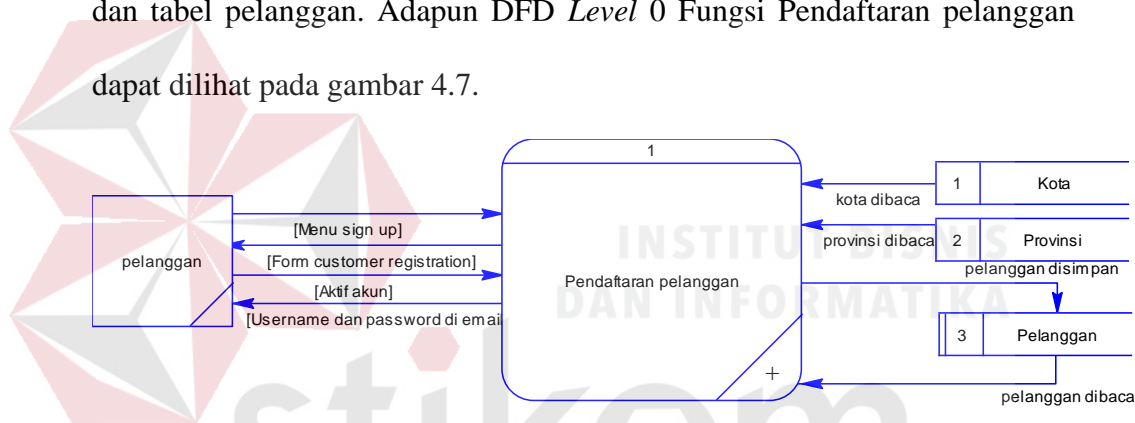 dan tabel pelanggan. Adapun DFD Level 0 Fungsi Pendaftaran pelanggan
dapat dilihat pada gambar 4.7.
1
1 Kota
kota dibaca
[Menu sign up]
INSTITUT BISNIS
provinsi dibaca
2 Provinsi
pelanggan
[Form customer registration]
Pendaftaran pelanggan
pelanggan disimpan
[Aktif akun]
DAN INFORMATIKA
[Username dan password di email
3 Pelanggan
+
pelanggan dibaca
stikom